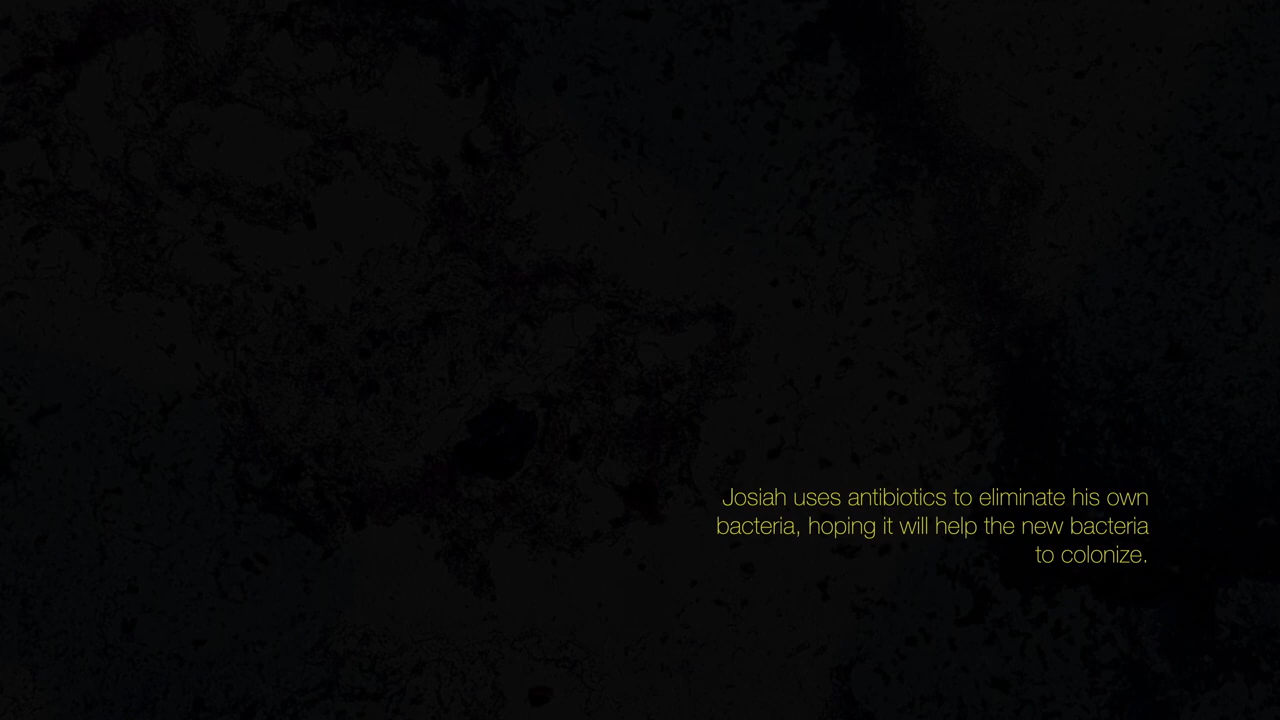 Josiah uses antibiotics to eliminate his own
bacteria, hoping it will help the new bacteria
to colonize.